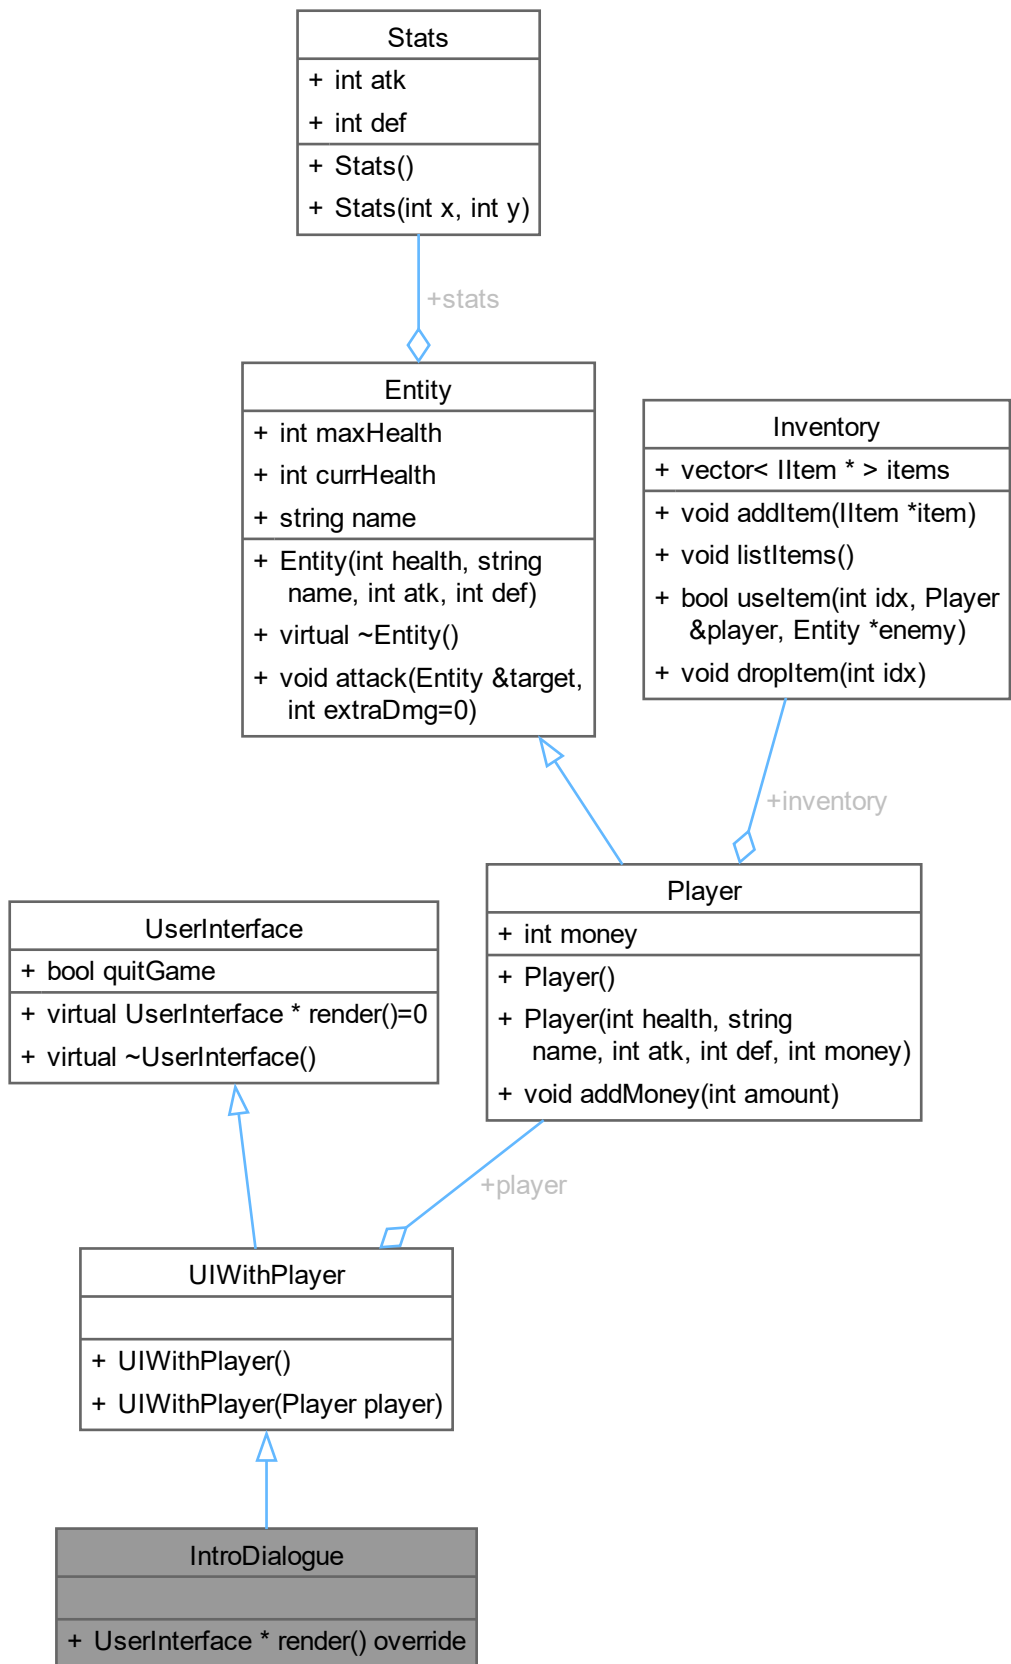 Stats
+ int atk
+ int def
+ Stats()
+ Stats(int x, int y)
+stats
Entity
+ int maxHealth
+ int currHealth
+ string name
+ Entity(int health, string
name, int atk, int def)
+ virtual ~Entity()
+ void attack(Entity &target,
int extraDmg=0)
Inventory
+ vector< IItem * > items
+ void addItem(IItem *item)
+ void listItems()
+ bool useItem(int idx, Player
&player, Entity *enemy)
+ void dropItem(int idx)
+inventory
Player
+ int money
+ Player()
+ Player(int health, string
name, int atk, int def, int money)
+ void addMoney(int amount)
UserInterface
+ bool quitGame
+ virtual UserInterface * render()=0
+ virtual ~UserInterface()
+player
UIWithPlayer
+ UIWithPlayer()
+ UIWithPlayer(Player player)
IntroDialogue
+ UserInterface * render() override